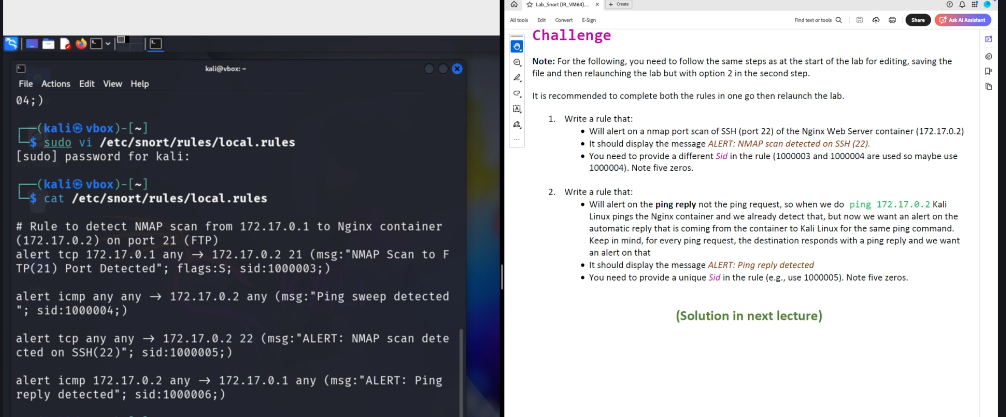 kali@vbox: ~
File Actions Edit View Help
04;)
(kali㉿vbox)-[~]
$ sudo vi /etc/snort/rules/local.rules
[sudo] password for kali:
(kali㉿vbox)-[~]
$ cat /etc/snort/rules/local.rules
# Rule to detect NMAP scan from 172.17.0.1 to Nginx container
(172.17.0.2) on port 21 (FTP)
alert tcp 172.17.0.1 any → 172.17.0.2 21 (msg:"NMAP Scan to F
TP(21) Port Detected"; flags:S; sid:1000003;)
alert icmp any any → 172.17.0.2 any (msg:"Ping sweep detected
"; sid:1000004;)
alert tcp any any → 172.17.0.2 22 (msg:"ALERT: NMAP scan dete
cted on SSH(22)"; sid:1000005;)
alert icmp 172.17.0.2 any → 172.17.0.1 any (msg:"ALERT: Ping
reply detected"; sid:1000006;)
Lab_Snort (IR_VM64)... × + Create
All tools Edit Convert E-Sign Find text or tools Share Ask AI Assistant
Challenge
Note: For the following, you need to follow the same steps as at the start of the lab for editing, saving the
file and then relaunching the lab but with option 2 in the second step.
It is recommended to complete both the rules in one go then relaunch the lab.
1. Write a rule that:
• Will alert on a nmap port scan of SSH (port 22) of the Nginx Web Server container (172.17.0.2)
• It should display the message ALERT: NMAP scan detected on SSH (22).
• You need to provide a different Sid in the rule (1000003 and 1000004 are used so maybe use
1000004). Note five zeros.
2. Write a rule that:
• Will alert on the ping reply not the ping request, so when we do ping 172.17.0.2 Kali
Linux pings the Nginx container and we already detect that, but now we want an alert on the
automatic reply that is coming from the container to Kali Linux for the same ping command.
Keep in mind, for every ping request, the destination responds with a ping reply and we want
an alert on that
• It should display the message ALERT: Ping reply detected
• You need to provide a unique Sid in the rule (e.g., use 1000005). Note five zeros.
(Solution in next lecture)